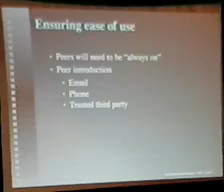 Ensuring ease of use
• Peers will need to be "always on"
• Peer introduction
• Email
• Phone
• Trusted third party